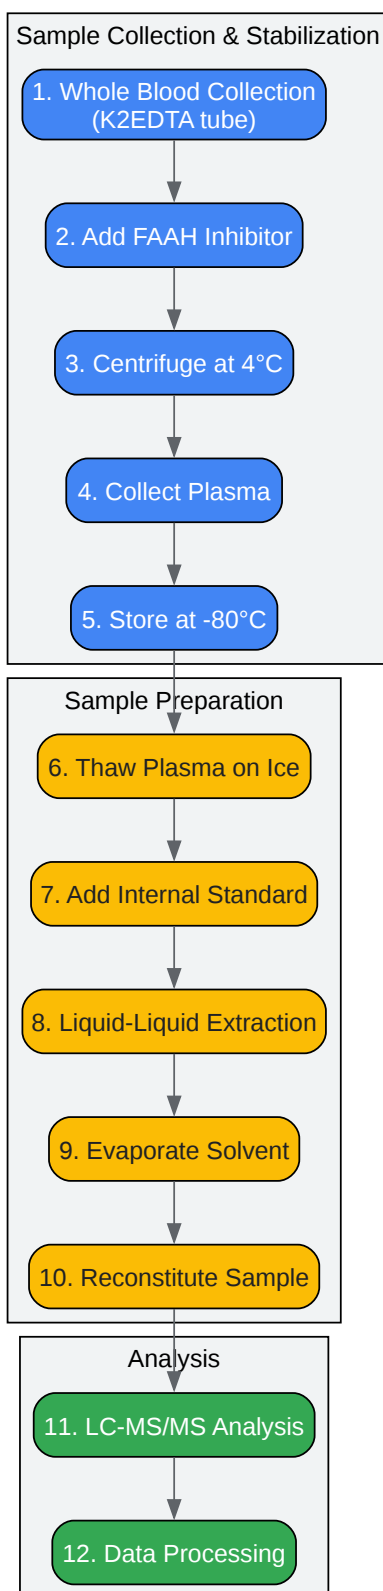 Sample Collection & Stabilization
1. Whole Blood Collection
(K2EDTA tube)
2. Add FAAH Inhibitor
3. Centrifuge at 4°C
4. Collect Plasma
5. Store at -80°C
Sample Preparation
6. Thaw Plasma on Ice
7. Add Internal Standard
8. Liquid-Liquid Extraction
9. Evaporate Solvent
10. Reconstitute Sample
Analysis
11. LC-MS/MS Analysis
12. Data Processing